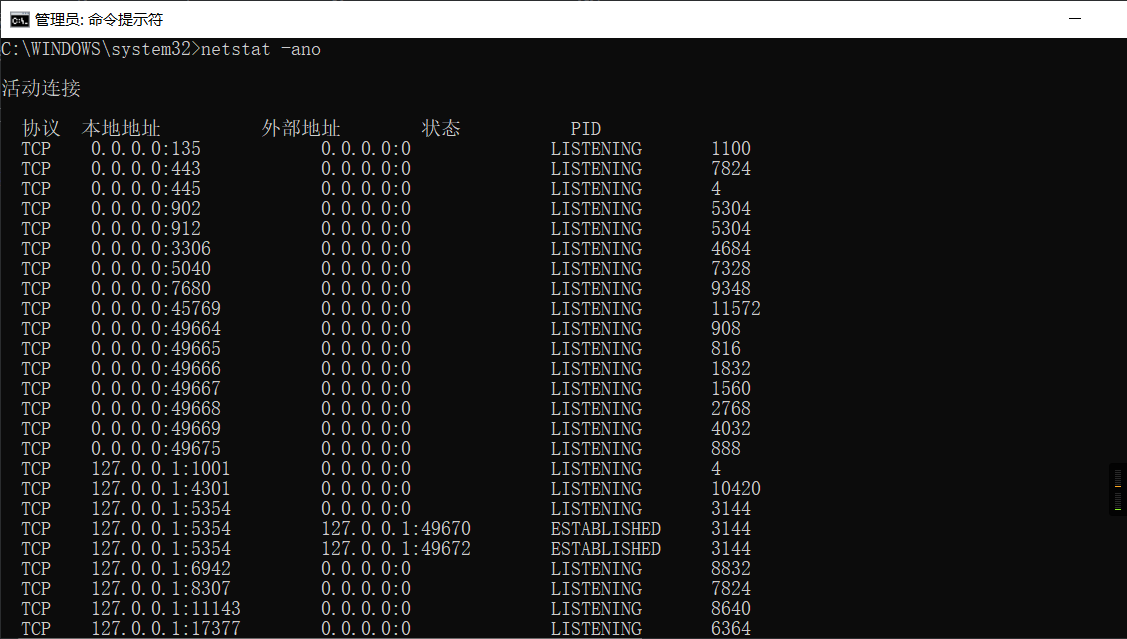 管理员: 命令提示符
C:\WINDOWS\system32>netstat -ano
活动连接
协议 本地地址 外部地址 状态 PID
TCP 0.0.0.0:135 0.0.0.0:0 LISTENING 1100
TCP 0.0.0.0:443 0.0.0.0:0 LISTENING 7824
TCP 0.0.0.0:445 0.0.0.0:0 LISTENING 4
TCP 0.0.0.0:902 0.0.0.0:0 LISTENING 5304
TCP 0.0.0.0:912 0.0.0.0:0 LISTENING 5304
TCP 0.0.0.0:3306 0.0.0.0:0 LISTENING 4684
TCP 0.0.0.0:5040 0.0.0.0:0 LISTENING 7328
TCP 0.0.0.0:7680 0.0.0.0:0 LISTENING 9348
TCP 0.0.0.0:45769 0.0.0.0:0 LISTENING 11572
TCP 0.0.0.0:49664 0.0.0.0:0 LISTENING 908
TCP 0.0.0.0:49665 0.0.0.0:0 LISTENING 816
TCP 0.0.0.0:49666 0.0.0.0:0 LISTENING 1832
TCP 0.0.0.0:49667 0.0.0.0:0 LISTENING 1560
TCP 0.0.0.0:49668 0.0.0.0:0 LISTENING 2768
TCP 0.0.0.0:49669 0.0.0.0:0 LISTENING 4032
TCP 0.0.0.0:49675 0.0.0.0:0 LISTENING 888
TCP 127.0.0.1:1001 0.0.0.0:0 LISTENING 4
TCP 127.0.0.1:4301 0.0.0.0:0 LISTENING 10420
TCP 127.0.0.1:5354 0.0.0.0:0 LISTENING 3144
TCP 127.0.0.1:5354 127.0.0.1:49670 ESTABLISHED 3144
TCP 127.0.0.1:5354 127.0.0.1:49672 ESTABLISHED 3144
TCP 127.0.0.1:6942 0.0.0.0:0 LISTENING 8832
TCP 127.0.0.1:8307 0.0.0.0:0 LISTENING 7824
TCP 127.0.0.1:11143 0.0.0.0:0 LISTENING 8640
TCP 127.0.0.1:17377 0.0.0.0:0 LISTENING 6364